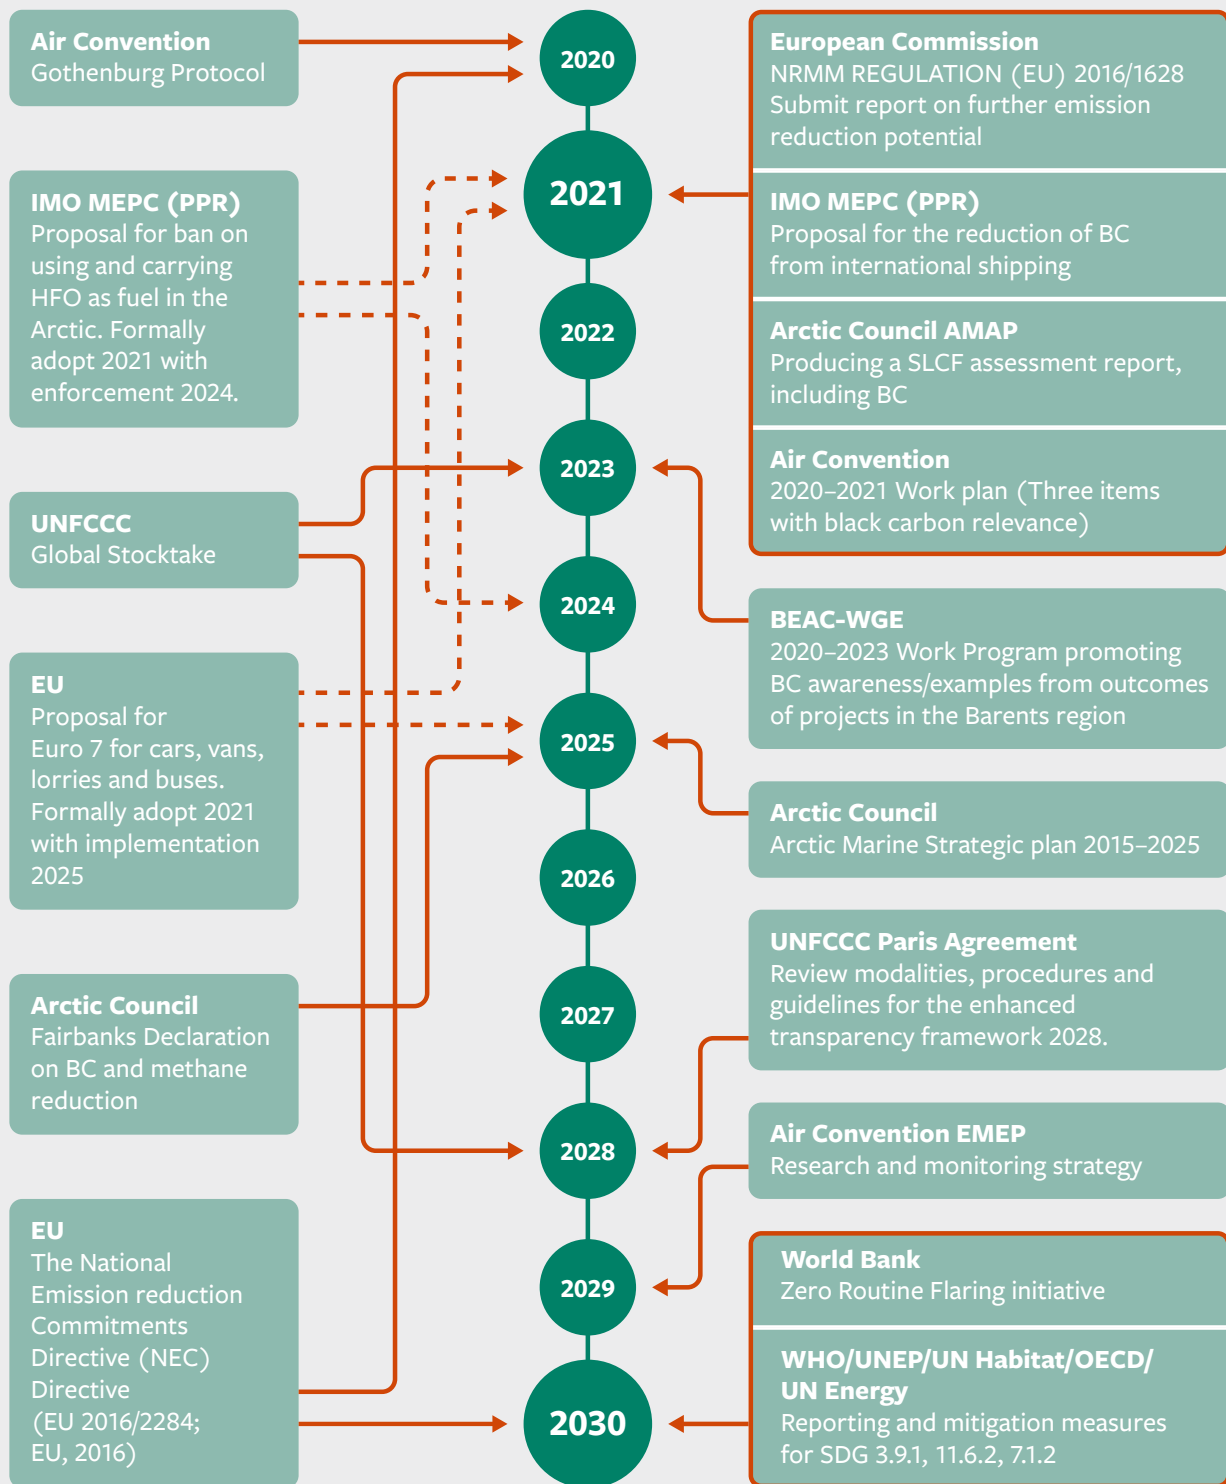 Air Convention
Gothenburg Protocol
IMO MEPC (PPR)
Proposal for ban on
using and carrying
HFO as fuel in the
Arctic. Formally
adopt 2021 with
enforcement 2024.
UNFCCC
Global Stocktake
EU
Proposal for
Euro 7 for cars, vans,
lorries and buses.
Formally adopt 2021
with implementation
2025
Arctic Council
Fairbanks Declaration
on BC and methane
reduction
EU
The National
Emission reduction
Commitments
Directive (NEC)
Directive
(EU 2016/2284;
EU, 2016)
2020
2021
2022
2023
2024
2025
2026
2027
2028
2029
2030
European Commission
NRMM REGULATION (EU) 2016/1628
Submit report on further emission
reduction potential
IMO MEPC (PPR)
Proposal for the reduction of BC
from international shipping
Arctic Council AMAP
Producing a SLCF assessment report,
including BC
Air Convention
2020–2021 Work plan (Three items
with black carbon relevance)
BEAC-WGE
2020–2023 Work Program promoting
BC awareness/examples from outcomes
of projects in the Barents region
Arctic Council
Arctic Marine Strategic plan 2015–2025
UNFCCC Paris Agreement
Review modalities, procedures and
guidelines for the enhanced
transparency framework 2028.
Air Convention EMEP
Research and monitoring strategy
World Bank
Zero Routine Flaring initiative
WHO/UNEP/UN Habitat/OECD/
UN Energy
Reporting and mitigation measures
for SDG 3.9.1, 11.6.2, 7.1.2